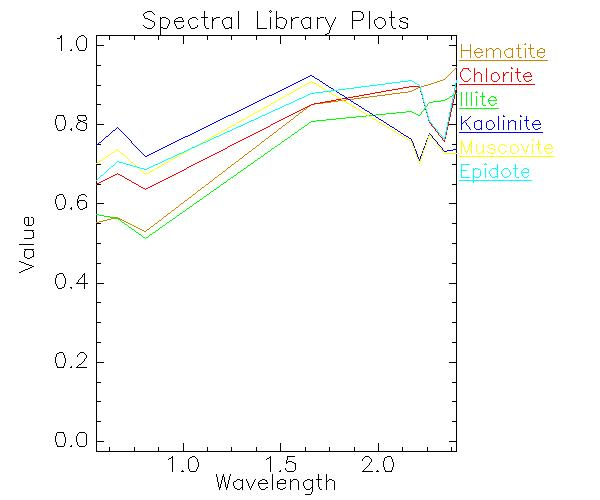 Spectral Library Plots
1.0
0.8
0.6
0.4
0.2
0.0
Value
1.0 1.5 2.0
Wavelength
Hematite
Chlorite
Illite
Kaolinite
Muscovite
Epidote